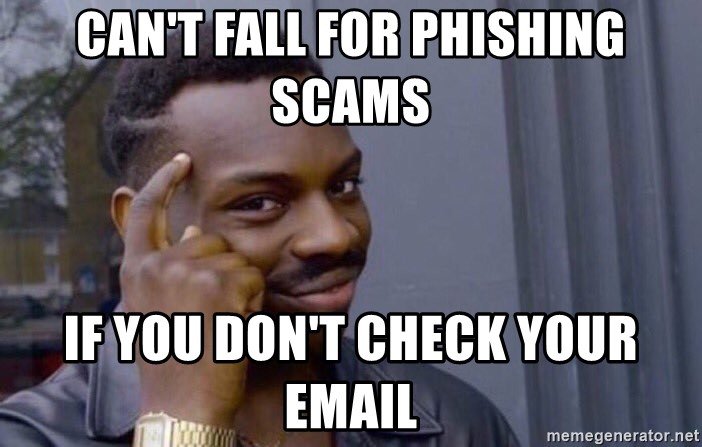 CAN'T FALL FOR PHISHING
SCAMS
IF YOU DON'T CHECK YOUR
EMAIL
memegenerator.net